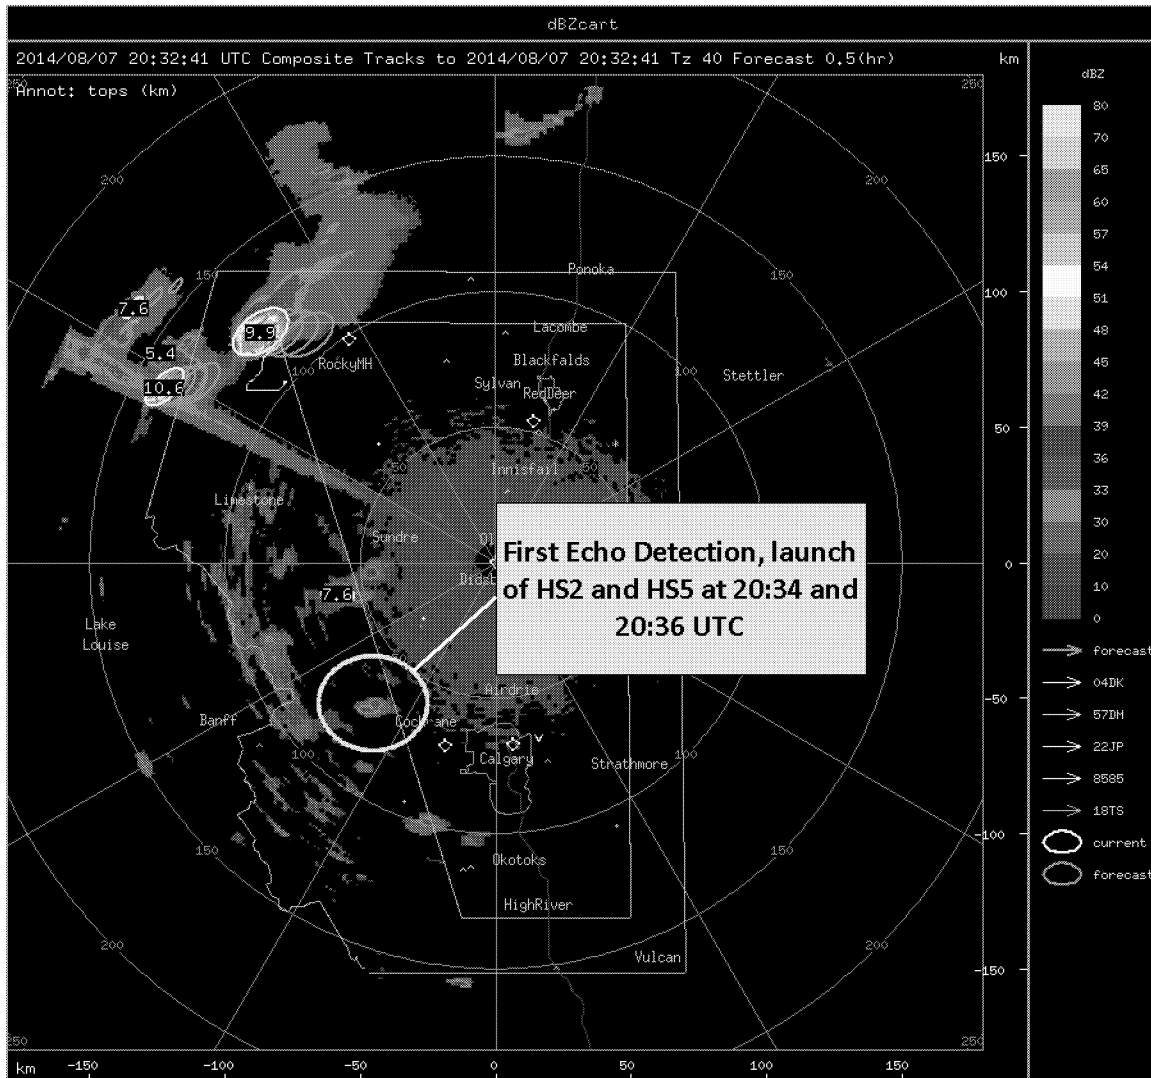 dBZcart
2014/08/07 20:32:41 UTC Composite Tracks to 2014/08/07 20:32:41 Tz 40 Forecast 0.5(hr)
km
dBZ
Annot: tops (km)
250
250
80
70
65
60
57
54
51
48
45
42
39
36
33
30
20
10
0
150
100
50
0
-50
-100
-150
200
200
150
150
Ponoka
7.6
9.9
Lacombe
5.4
RockyMH
Blackfalds
100
100
10.6
Sylvan
Stettler
RedDeer
50
50
Innisfail
Limestone
Sundre
First Echo Detection, launch
of HS2 and HS5 at 20:34 and
20:36 UTC
7.6
Lake
Louise
Airdrie
Banff
Cochrane
100
Calgary
Strathmore
150
150
Okotoks
HighRiver
200
200
Vulcan
250
250
forecast
04DK
57DM
22JP
8585
18TS
current
forecast
km
-150
-100
-50
0
50
100
150